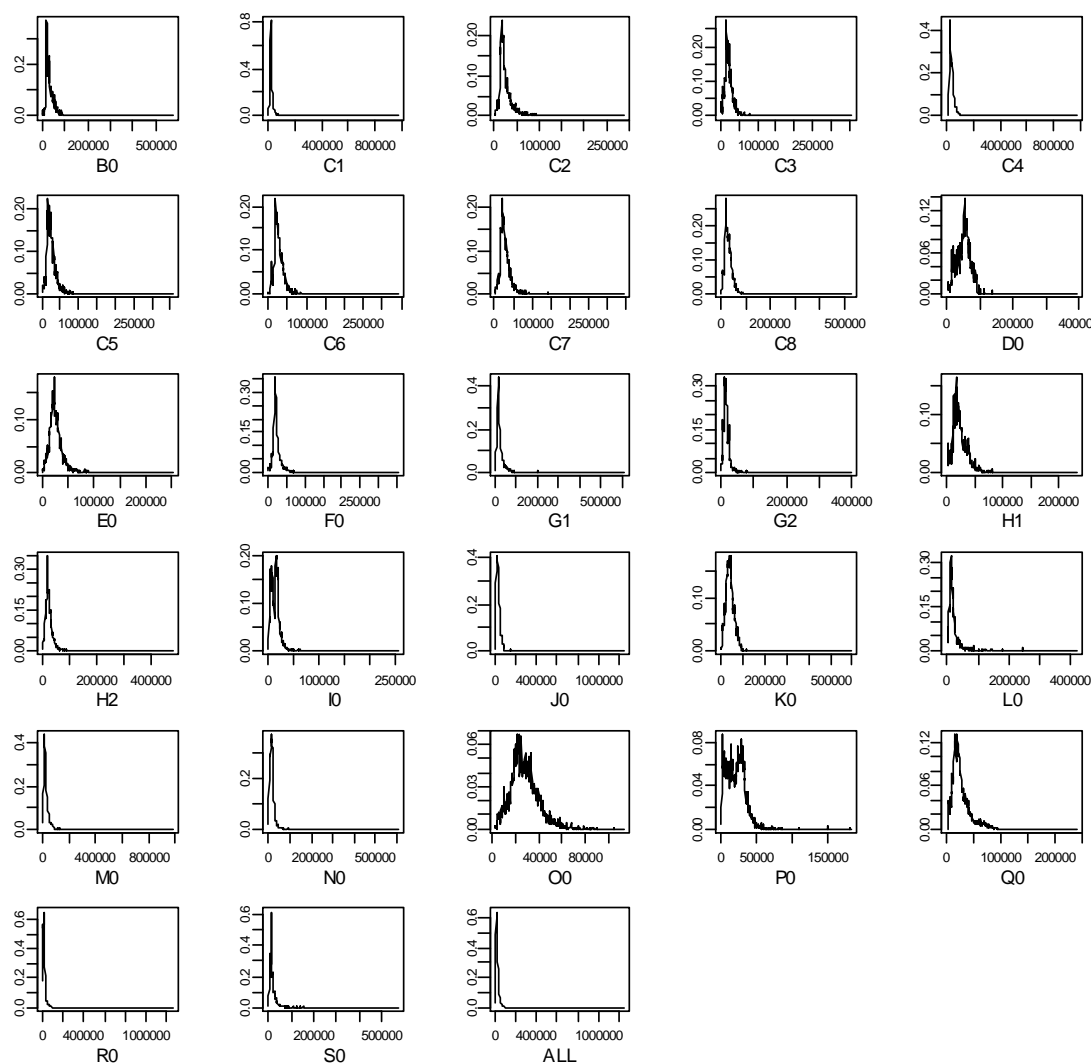 0.0 0.2
0 200000 500000
B0
0.0 0.2 0.4 0.6 0.8
0 400000 800000
C1
0.00 0.10 0.20
0 100000 250000
C2
0.00 0.10 0.20
0 100000 250000
C3
0.0 0.2 0.4
0 400000 800000
C4
0.00 0.10 0.20
0 100000 250000
C5
0.00 0.10 0.20
0 100000 250000
C6
0.00 0.10 0.20
0 100000 250000
C7
0.00 0.10 0.20
0 200000 500000
C8
0.00 0.06 0.12
0 200000 40000
D0
0.00 0.10
0 100000 200000
E0
0.00 0.15 0.30
0 100000 250000
F0
0.0 0.2 0.4
0 200000 500000
G1
0.00 0.15 0.30
0 200000 400000
G2
0.00 0.10
0 100000 200000
H1
0.00 0.15 0.30
0 200000 400000
H2
0.00 0.10 0.20
0 100000 250000
I0
0.0 0.2 0.4
0 400000 1000000
J0
0.00 0.10
0 200000 500000
K0
0.00 0.15 0.30
0 200000 400000
L0
0.0 0.2 0.4
0 400000 1000000
M0
0.0 0.2
0 200000 500000
N0
0.00 0.03 0.06
0 40000 80000
O0
0.00 0.04 0.08
0 50000 150000
P0
0.00 0.06 0.12
0 100000 200000
Q0
0.0 0.2 0.4 0.6
0 400000 1000000
R0
0.0 0.2 0.4 0.6
0 200000 500000
S0
0.0 0.2 0.4 0.6
0 400000 1000000
ALL